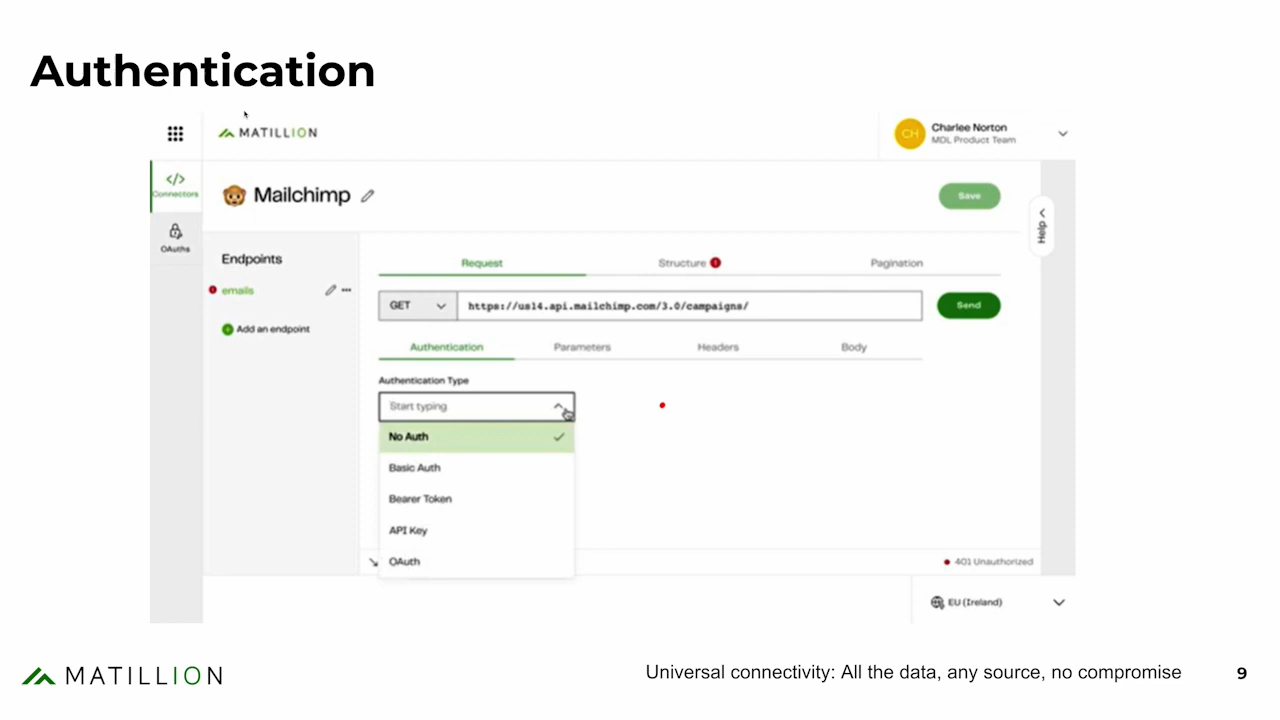 Authentication
MATILLION
CH
Charlee Norton
MDL Product Team
Connectors
OAuths
Mailchimp
Save
Help
Endpoints
emails
Add an endpoint
Request
Structure
Pagination
GET
https://us14.api.mailchimp.com/3.0/campaigns/
Send
Authentication
Parameters
Headers
Body
Authentication Type
Start typing
No Auth
Basic Auth
Bearer Token
API Key
OAuth
401 Unauthorized
EU (Ireland)
MATILLION
Universal connectivity: All the data, any source, no compromise
9